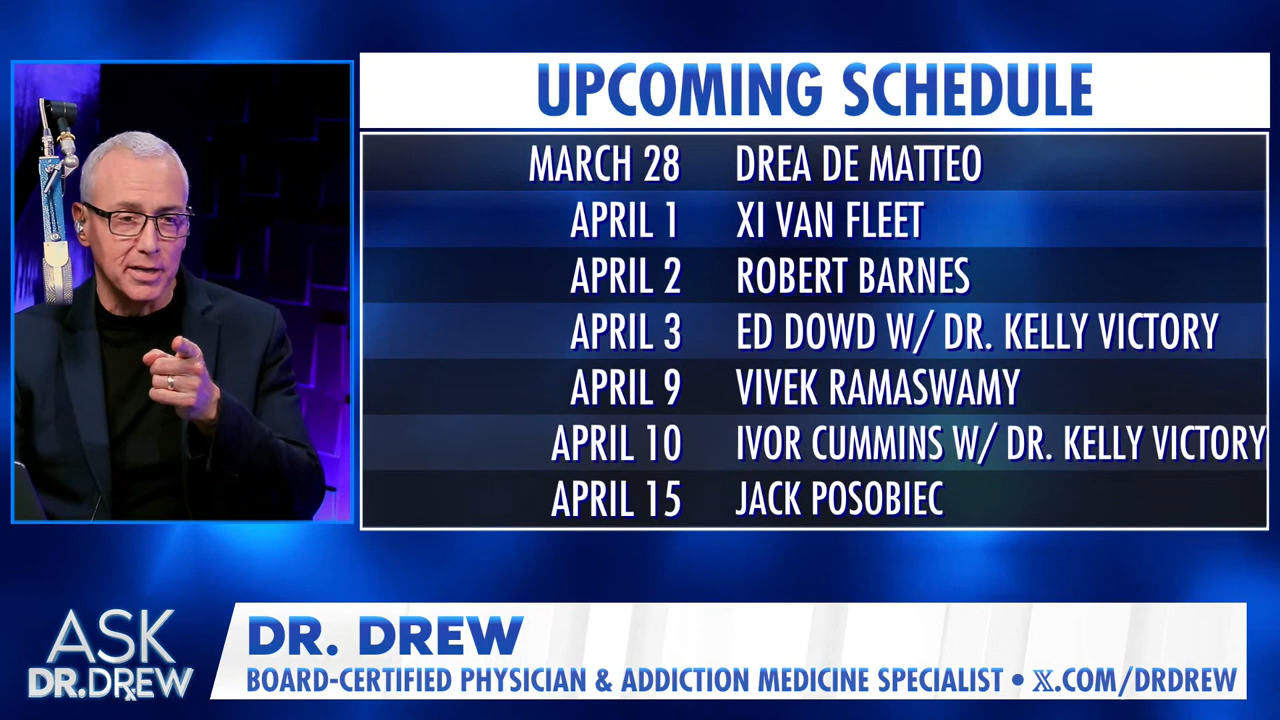 UPCOMING SCHEDULE
MARCH 28 DREA DE MATTEO
APRIL 1 XI VAN FLEET
APRIL 2 ROBERT BARNES
APRIL 3 ED DOWD W/ DR. KELLY VICTORY
APRIL 9 VIVEK RAMASWAMY
APRIL 10 IVOR CUMMINS W/ DR. KELLY VICTORY
APRIL 15 JACK POSOBIEC
ASK
DR.DREW
DR. DREW
BOARD-CERTIFIED PHYSICIAN & ADDICTION MEDICINE SPECIALIST • X.COM/DRDREW